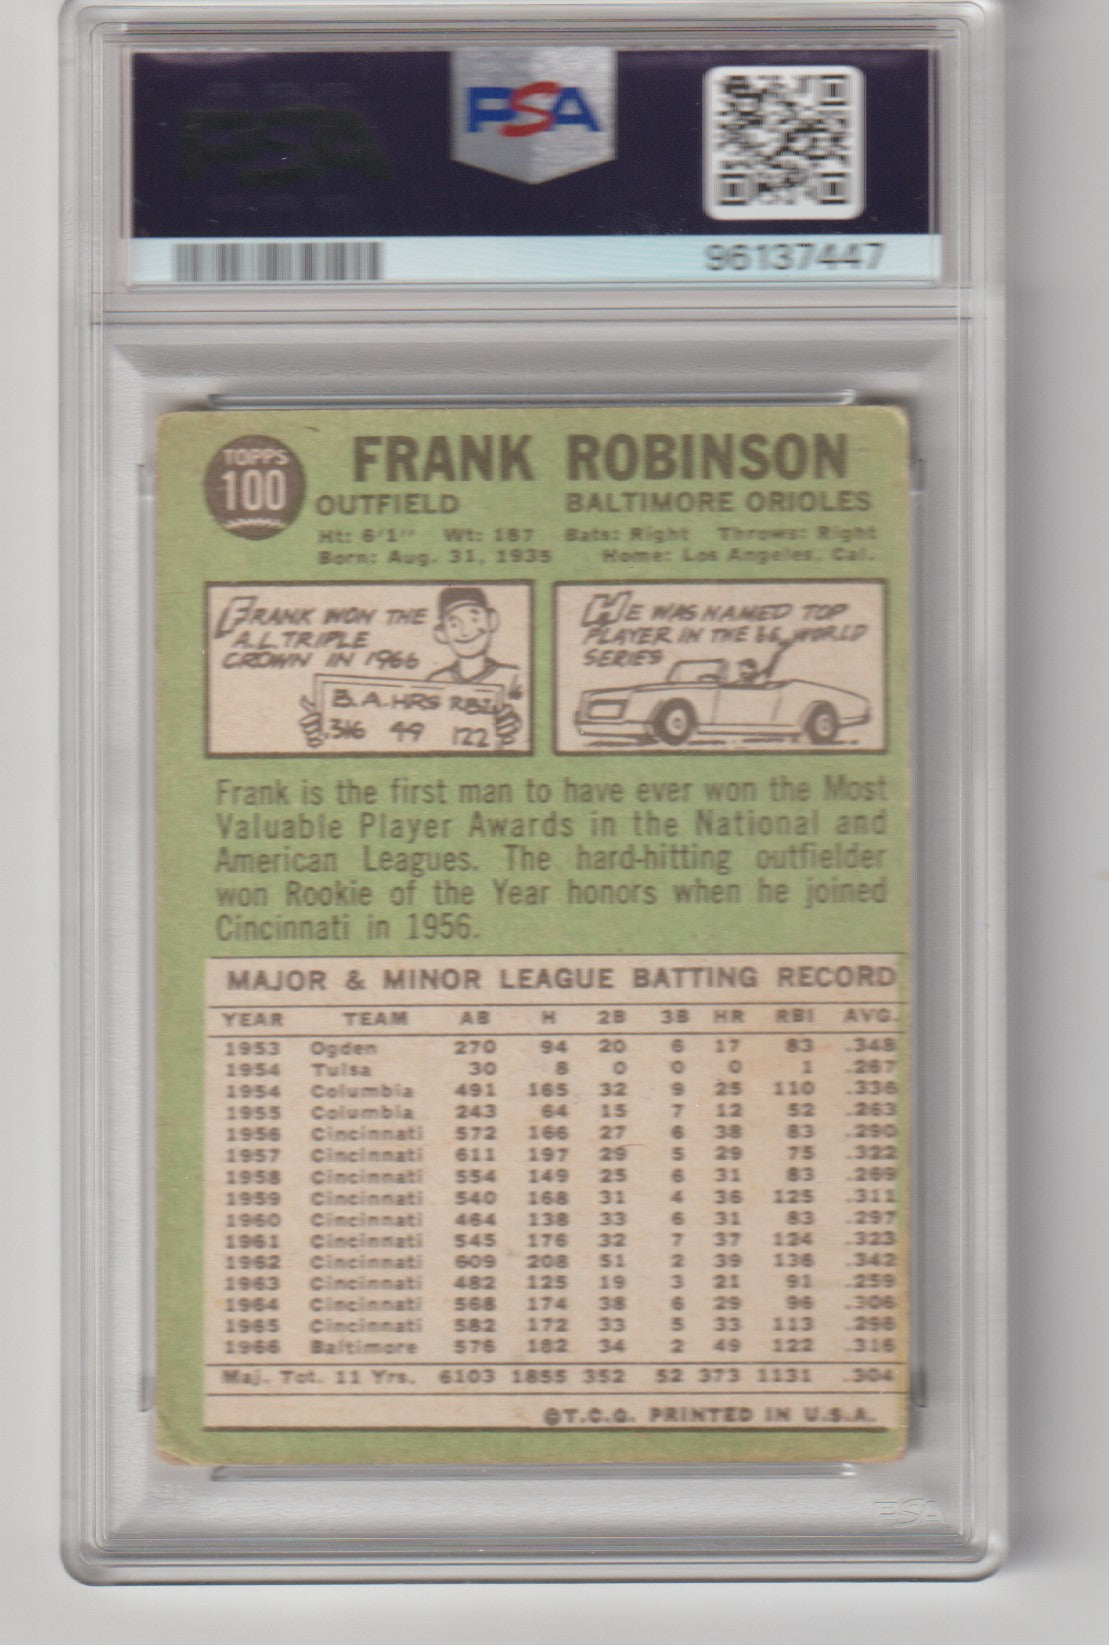 PSA
96137447
TOPPS
100
FRANK ROBINSON
OUTFIELD BALTIMORE ORIOLES
Ht: 6'1" Wt: 187 Bats: Right Throws: Right
Born: Aug. 31, 1935 Home: Los Angeles, Cal.
FRANK WON THE
A.L. TRIPLE
CROWN IN 1966
B.A. HRS RBI
.316 49 122
HE WAS NAMED TOP
PLAYER IN THE 66 WORLD
SERIES
Frank is the first man to have ever won the Most
Valuable Player Awards in the National and
American Leagues. The hard-hitting outfielder
won Rookie of the Year honors when he joined
Cincinnati in 1956.
MAJOR & MINOR LEAGUE BATTING RECORD
YEAR TEAM AB H 2B 3B HR RBI AVG.
1953 Ogden 270 94 20 6 17 83 .348
1954 Tulsa 30 8 0 0 0 1 .267
1954 Columbia 491 165 32 9 25 110 .336
1955 Columbia 243 64 15 7 12 52 .263
1956 Cincinnati 572 166 27 6 38 83 .290
1957 Cincinnati 611 197 29 5 29 75 .322
1958 Cincinnati 554 149 25 6 31 83 .269
1959 Cincinnati 540 168 31 4 36 125 .311
1960 Cincinnati 464 138 33 6 31 83 .297
1961 Cincinnati 545 176 32 7 37 124 .323
1962 Cincinnati 609 208 51 2 39 136 .342
1963 Cincinnati 482 125 19 3 21 91 .259
1964 Cincinnati 568 174 38 6 29 96 .306
1965 Cincinnati 582 172 33 5 33 113 .296
1966 Baltimore 576 182 34 2 49 122 .316
Maj. Tot. 11 Yrs. 6103 1855 352 52 373 1131 .304
©T.C.G. PRINTED IN U.S.A.
PSA